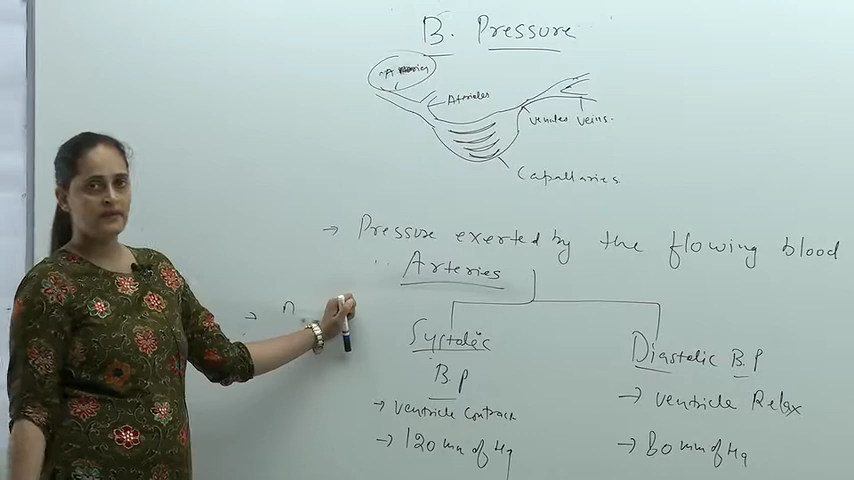 B. Pressure
Arteries
Atrioles
venules veins.
Capallaries.
→ Pressure exerted by the flowing blood
Arteries
→ n
Systolic
B.P
Diastolic B.P
→ ventricle contract
→ ventricle Relax
→ 120 mm of Hg
→ 80 mm of Hg